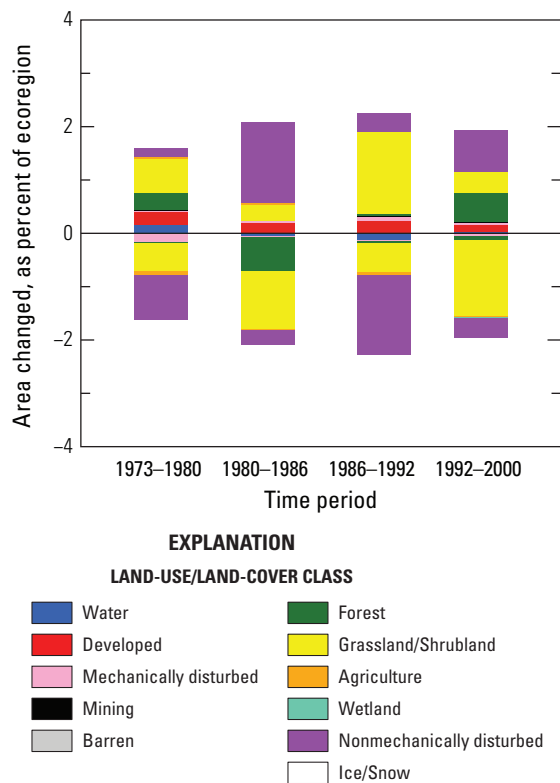 Area changed, as percent of ecoregion
4
2
0
−2
−4
1973–1980 1980–1986 1986–1992 1992–2000
Time period
EXPLANATION
LAND-USE/LAND-COVER CLASS
Water
Developed
Mechanically disturbed
Mining
Barren
Forest
Grassland/Shrubland
Agriculture
Wetland
Nonmechanically disturbed
Ice/Snow